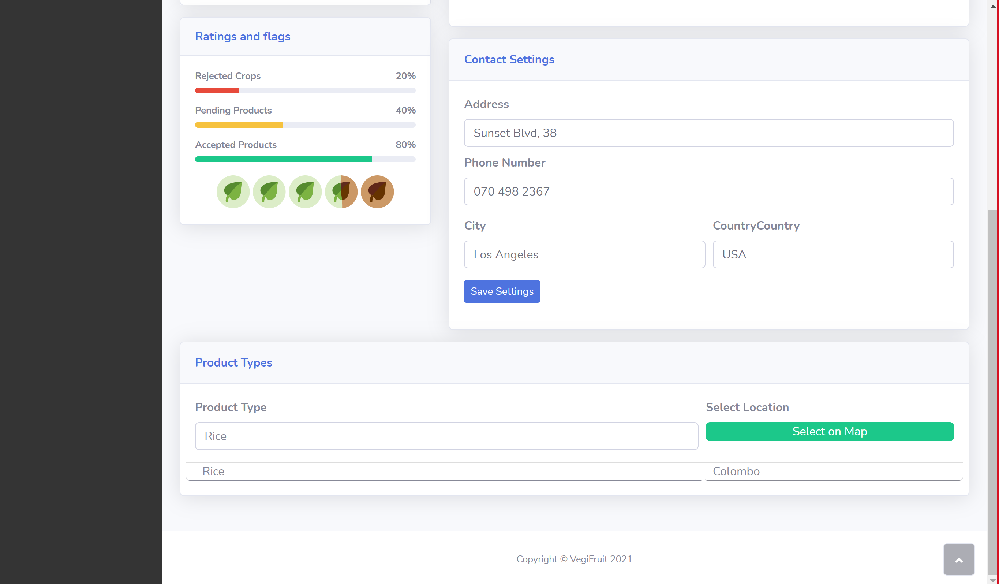 Ratings and flags
Rejected Crops 20%
Pending Products 40%
Accepted Products 80%
Contact Settings
Address
Sunset Blvd, 38
Phone Number
070 498 2367
City CountryCountry
Los Angeles USA
Save Settings
Product Types
Product Type Select Location
Rice Select on Map
Rice Colombo
Copyright © VegiFruit 2021